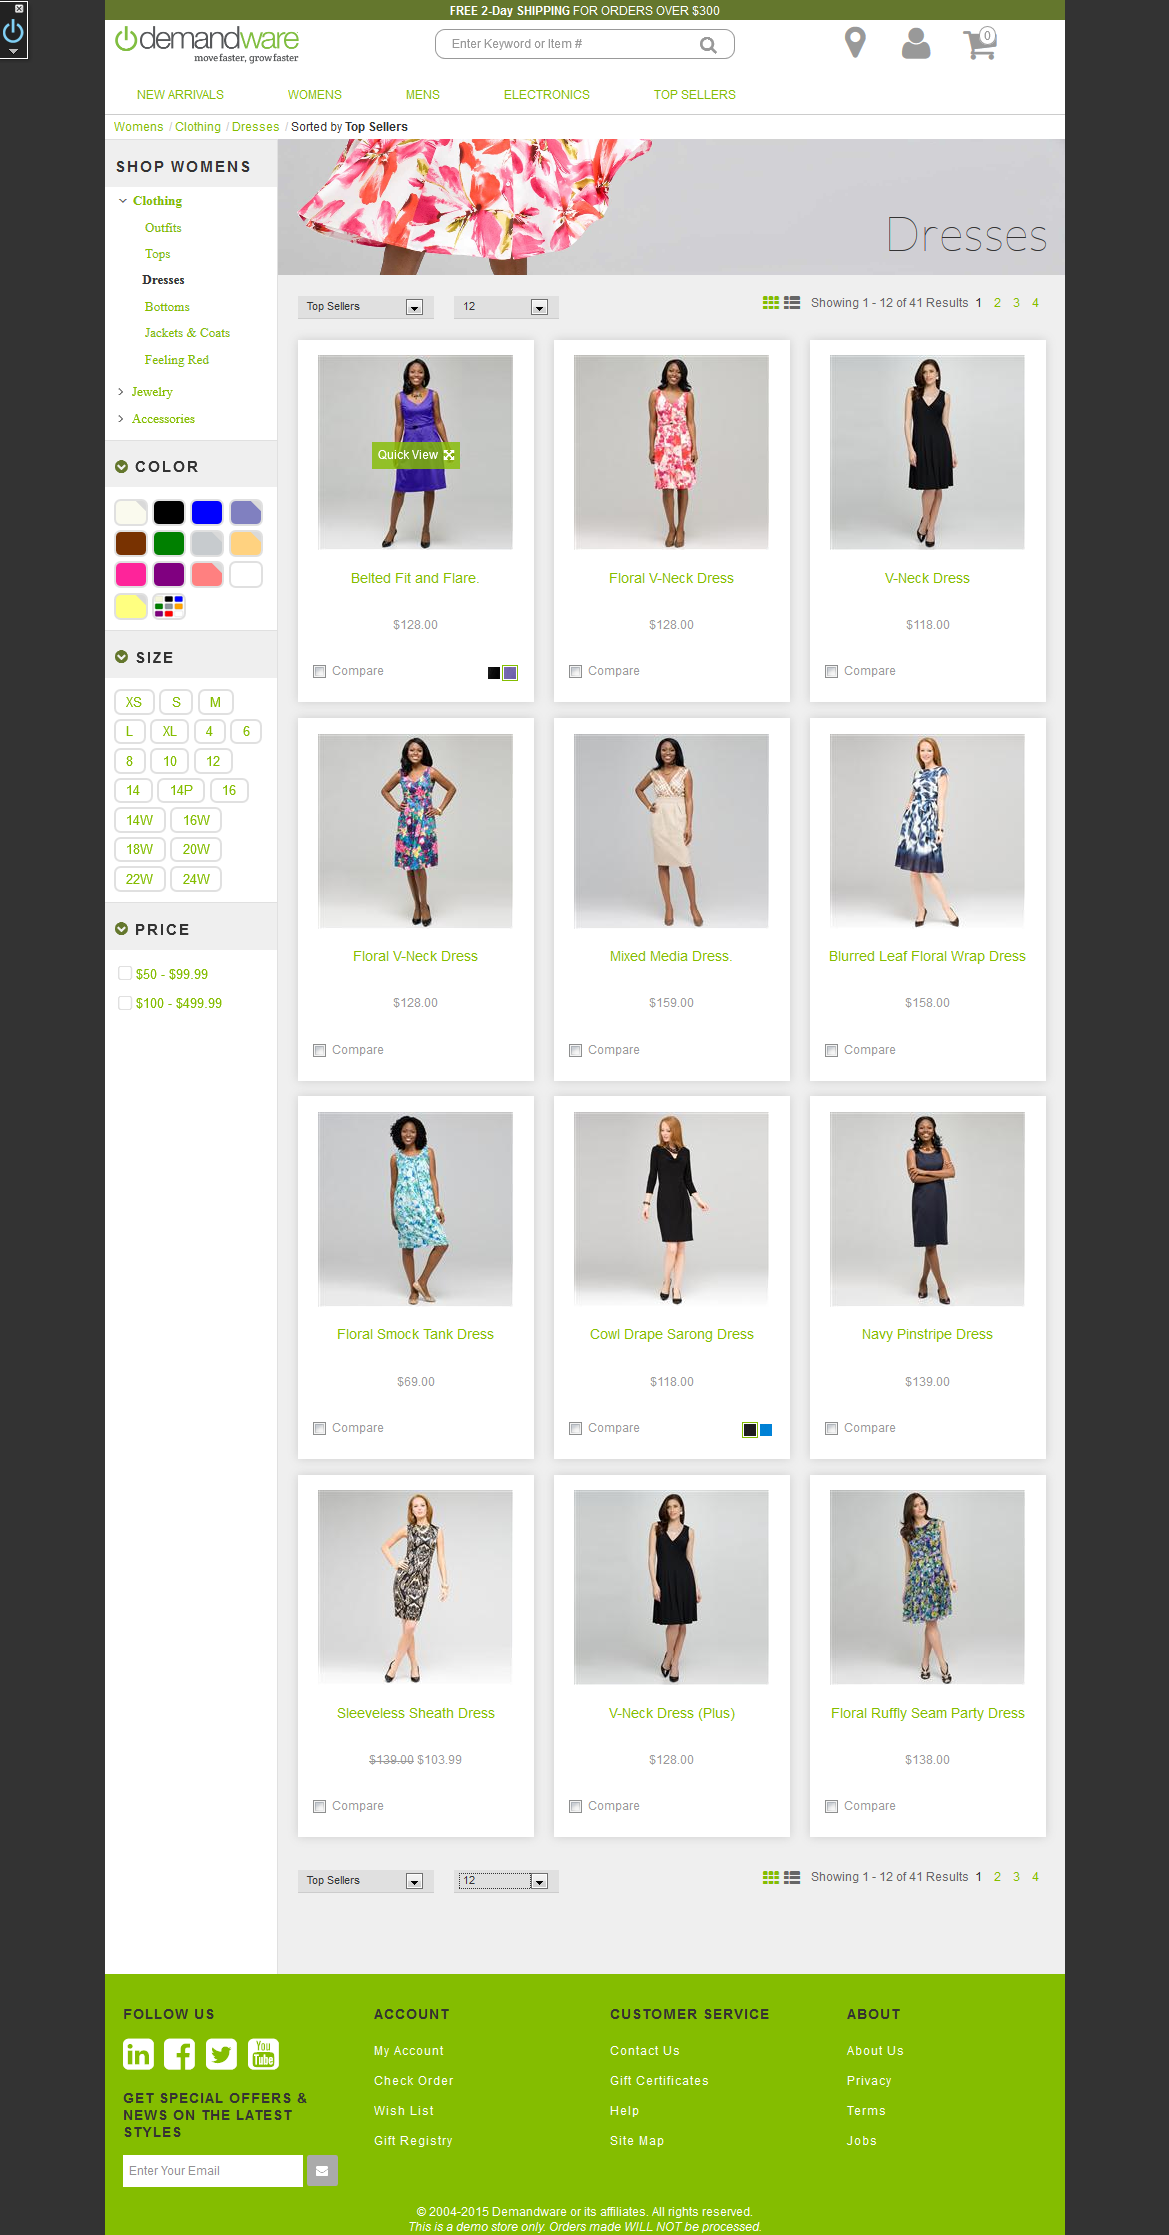 FREE 2-Day SHIPPING FOR ORDERS OVER $300
demandware
move faster, grow faster
Enter Keyword or Item #
0
NEW ARRIVALS WOMENS MENS ELECTRONICS TOP SELLERS
Womens / Clothing / Dresses / Sorted by Top Sellers
SHOP WOMENS
Clothing
Outfits
Tops
Dresses
Bottoms
Jackets & Coats
Feeling Red
Jewelry
Accessories
COLOR
SIZE
XS S M
L XL 4 6
8 10 12
14 14P 16
14W 16W
18W 20W
22W 24W
PRICE
$50 - $99.99
$100 - $499.99
Dresses
Top Sellers 12 Showing 1 - 12 of 41 Results 1 2 3 4
Quick View
Belted Fit and Flare. Floral V-Neck Dress V-Neck Dress
$128.00 $128.00 $118.00
Compare Compare Compare
Floral V-Neck Dress Mixed Media Dress. Blurred Leaf Floral Wrap Dress
$128.00 $159.00 $158.00
Compare Compare Compare
Floral Smock Tank Dress Cowl Drape Sarong Dress Navy Pinstripe Dress
$69.00 $118.00 $139.00
Compare Compare Compare
Sleeveless Sheath Dress V-Neck Dress (Plus) Floral Ruffly Seam Party Dress
$139.00 $103.99 $128.00 $138.00
Compare Compare Compare
Top Sellers 12 Showing 1 - 12 of 41 Results 1 2 3 4
FOLLOW US
in f You Tube
GET SPECIAL OFFERS &
NEWS ON THE LATEST
STYLES
Enter Your Email
ACCOUNT
My Account
Check Order
Wish List
Gift Registry
CUSTOMER SERVICE
Contact Us
Gift Certificates
Help
Site Map
ABOUT
About Us
Privacy
Terms
Jobs
© 2004-2015 Demandware or its affiliates. All rights reserved.
This is a demo store only. Orders made WILL NOT be processed.